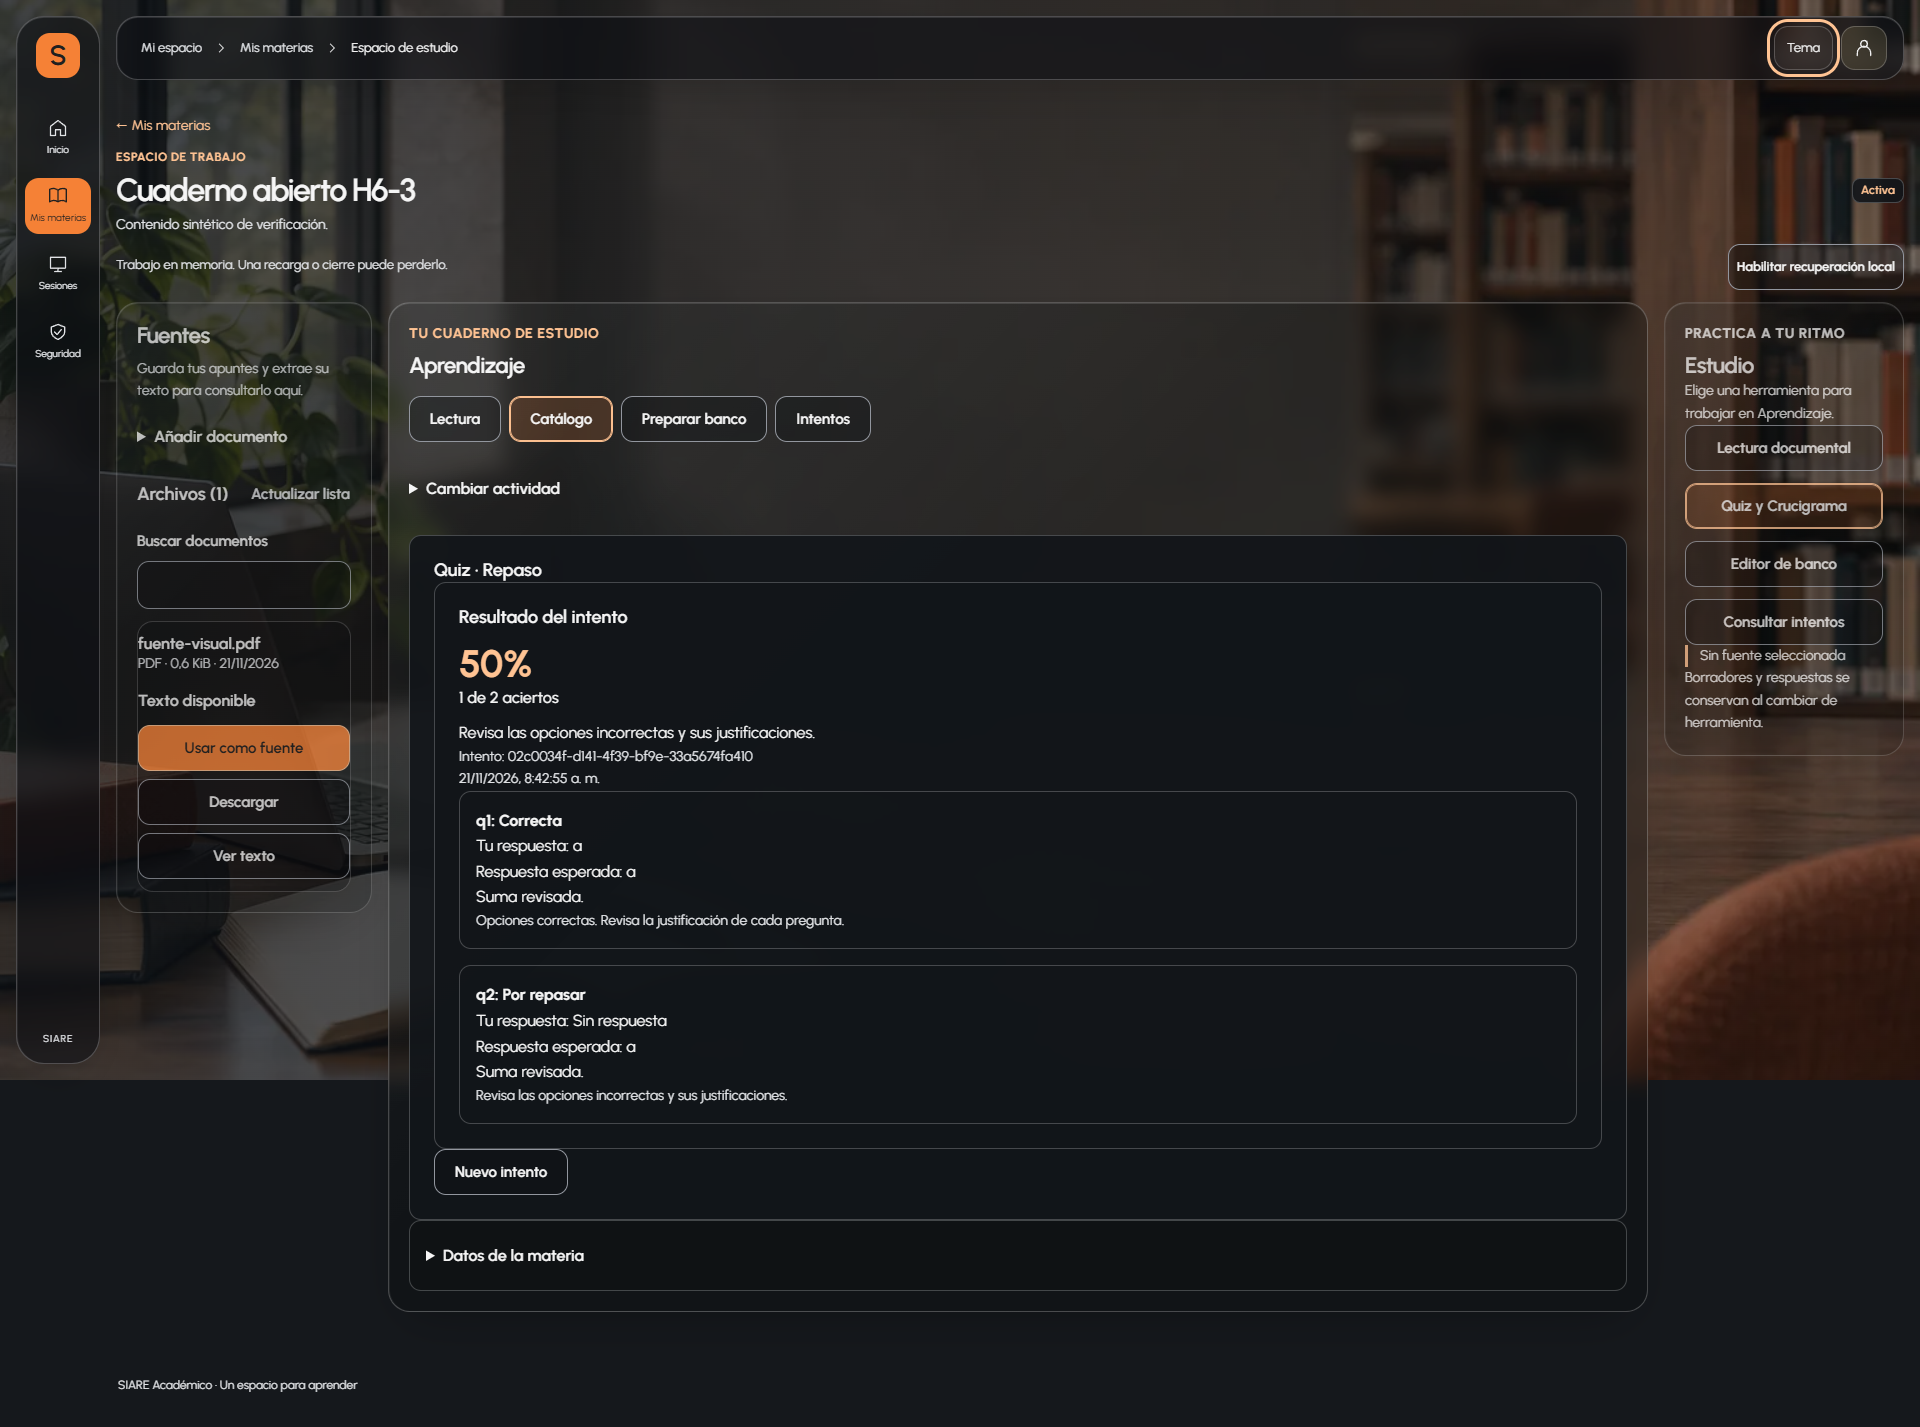 S
Mi espacio > Mis materias > Espacio de estudio
Tema
Inicio
Mis materias
Sesiones
Seguridad
SIARE
← Mis materias
ESPACIO DE TRABAJO
Cuaderno abierto H6-3
Activa
Contenido sintético de verificación.
Trabajo en memoria. Una recarga o cierre puede perderlo.
Habilitar recuperación local
Fuentes
Guarda tus apuntes y extrae su
texto para consultarlo aquí.
Añadir documento
Archivos (1) Actualizar lista
Buscar documentos
fuente-visual.pdf
PDF · 0,6 KiB · 21/11/2026
Texto disponible
Usar como fuente
Descargar
Ver texto
TU CUADERNO DE ESTUDIO
Aprendizaje
Lectura
Catálogo
Preparar banco
Intentos
Cambiar actividad
Quiz · Repaso
Resultado del intento
50%
1 de 2 aciertos
Revisa las opciones incorrectas y sus justificaciones.
Intento: 02c0034f-d141-4f39-bf9e-33a5674fa410
21/11/2026, 8:42:55 a. m.
q1: Correcta
Tu respuesta: a
Respuesta esperada: a
Suma revisada.
Opciones correctas. Revisa la justificación de cada pregunta.
q2: Por repasar
Tu respuesta: Sin respuesta
Respuesta esperada: a
Suma revisada.
Revisa las opciones incorrectas y sus justificaciones.
Nuevo intento
Datos de la materia
PRACTICA A TU RITMO
Estudio
Elige una herramienta para
trabajar en Aprendizaje.
Lectura documental
Quiz y Crucigrama
Editor de banco
Consultar intentos
Sin fuente seleccionada
Borradores y respuestas se
conservan al cambiar de
herramienta.
SIARE Académico · Un espacio para aprender